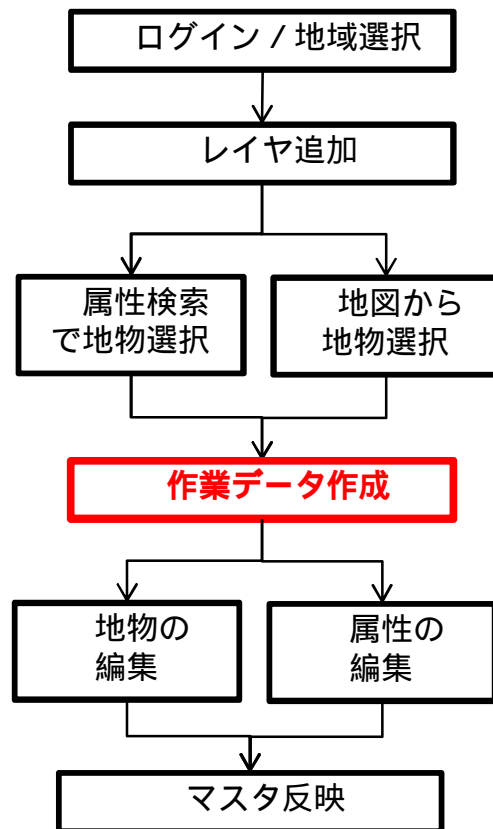 ログイン / 地域選択
レイヤ追加
属性検索
で地物選択
地図から
地物選択
作業データ作成
地物の
編集
属性の
編集
マスタ反映